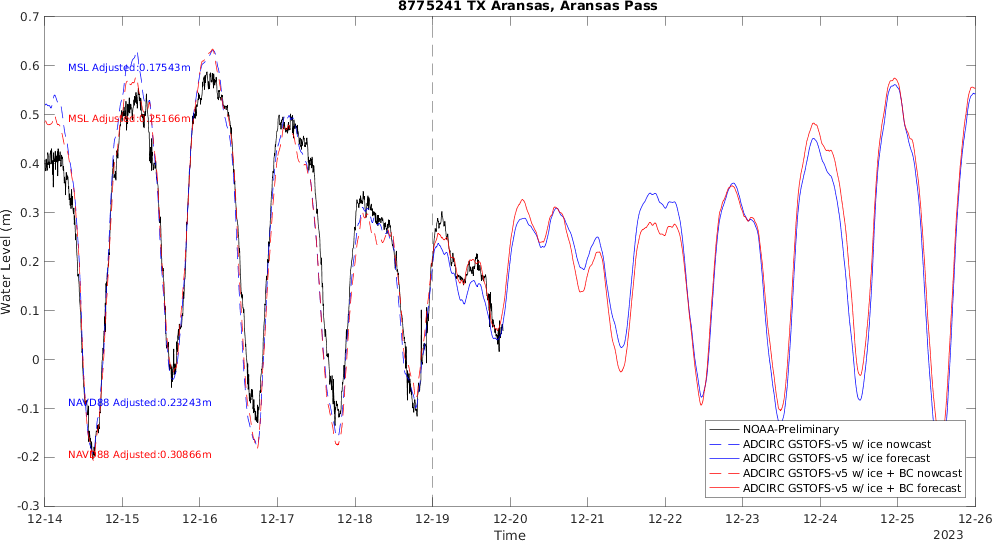 8775241 TX Aransas, Aransas Pass
Water Level (m)
0.7
0.6
0.5
0.4
0.3
0.2
0.1
0
-0.1
-0.2
-0.3
MSL Adjusted:0.17543m
MSL Adjusted:0.25166m
NAVD88 Adjusted:0.23243m
NAVD88 Adjusted:0.30866m
NOAA-Preliminary
ADCIRC GSTOFS-v5 w/ ice nowcast
ADCIRC GSTOFS-v5 w/ ice forecast
ADCIRC GSTOFS-v5 w/ ice + BC nowcast
ADCIRC GSTOFS-v5 w/ ice + BC forecast
12-14 12-15 12-16 12-17 12-18 12-19 12-20 12-21 12-22 12-23 12-24 12-25 12-26
Time
2023